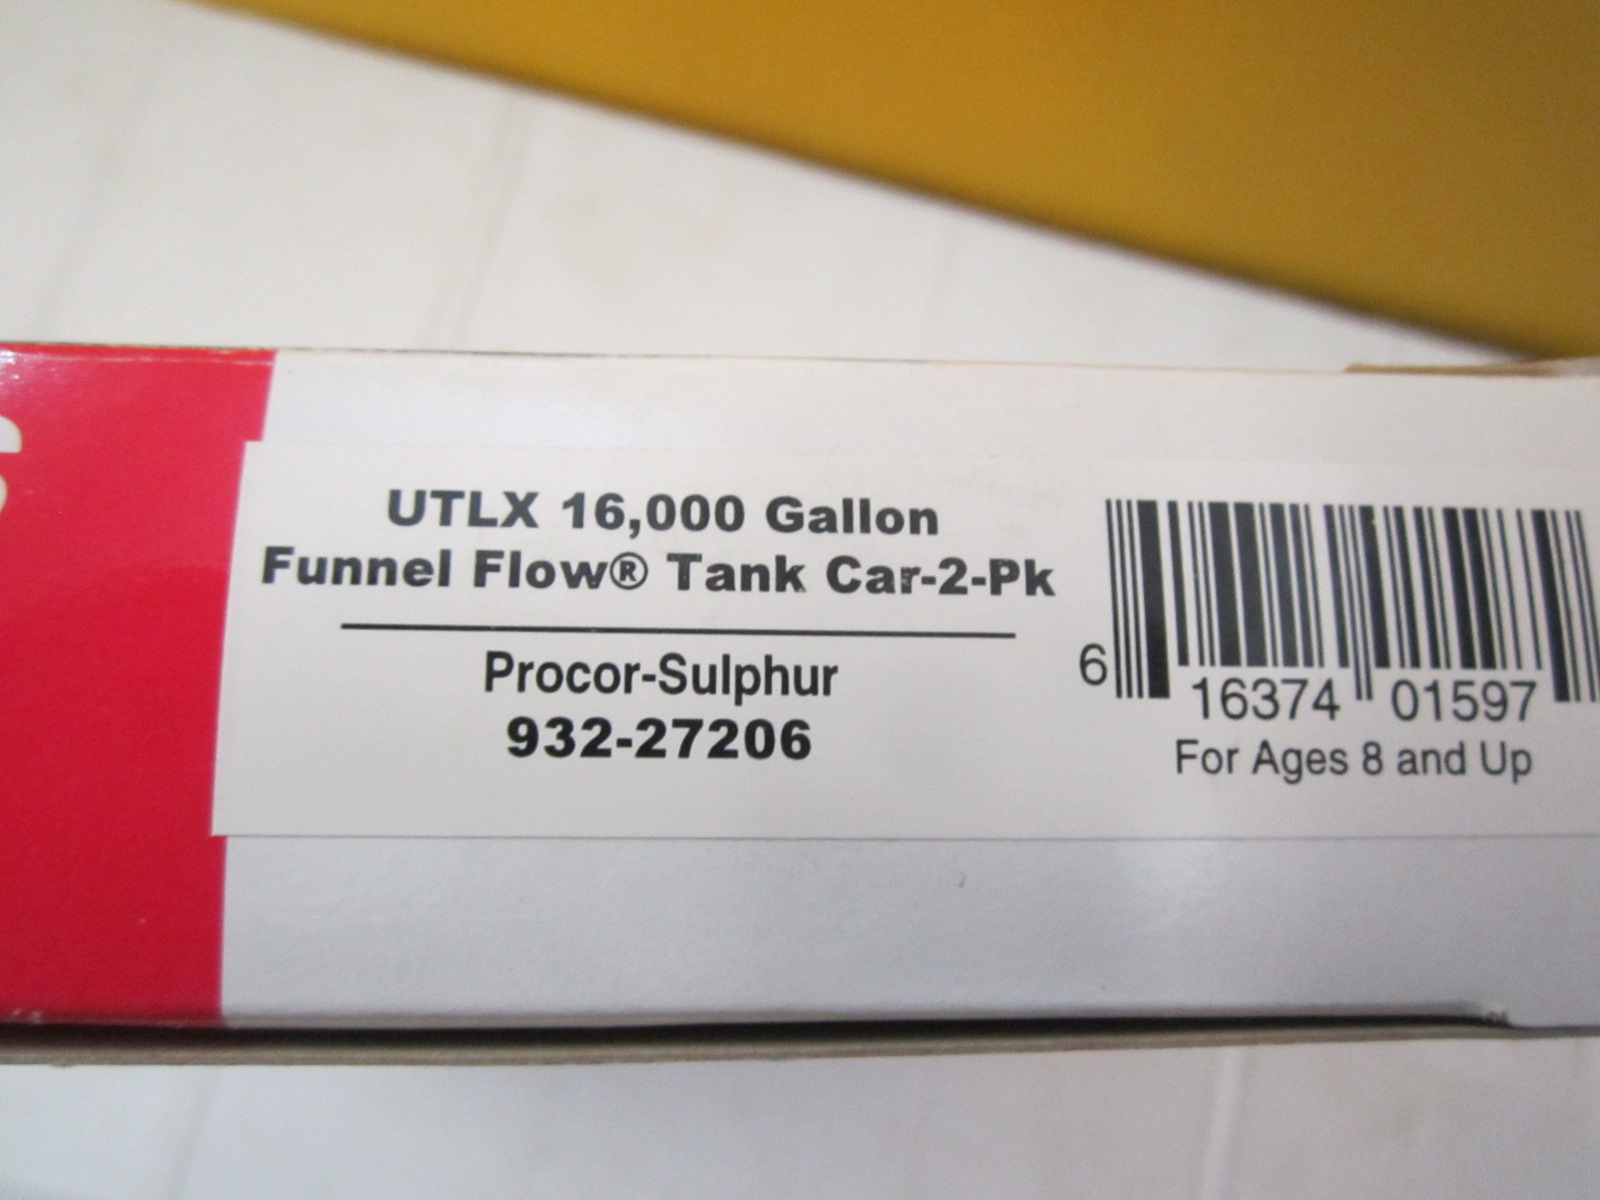 UTLX 16,000 Gallon
Funnel Flow® Tank Car-2-Pk
Procor-Sulphur
932-27206
6 16374 01597
For Ages 8 and Up